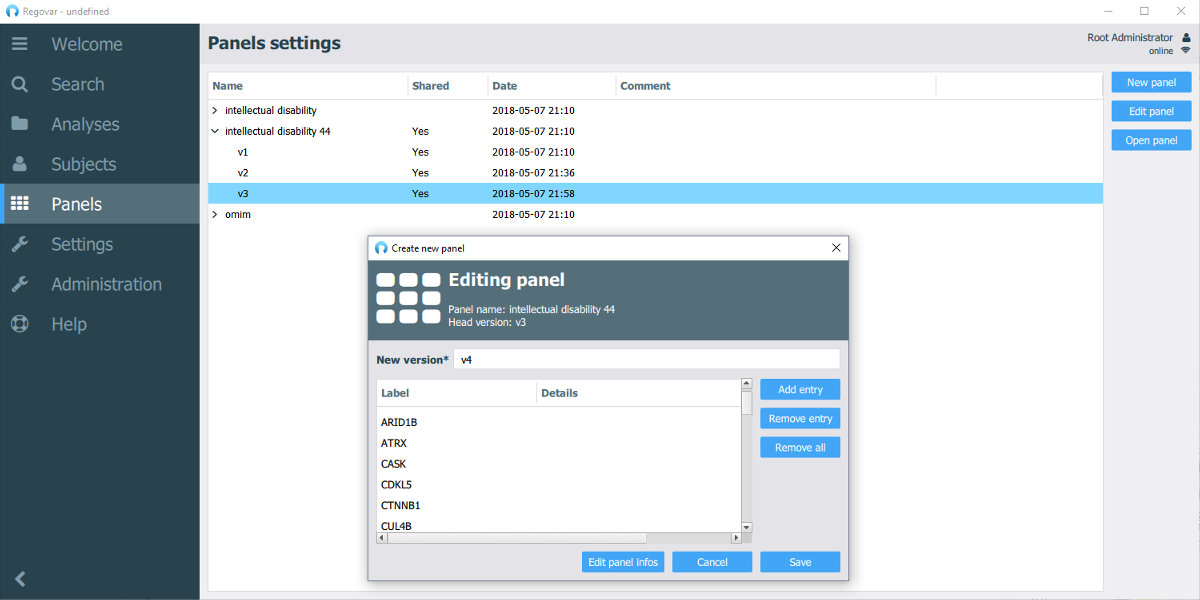 Regovar - undefined
Welcome
Search
Analyses
Subjects
Panels
Settings
Administration
Help
Panels settings
Root Administrator
online
Name Shared Date Comment
intellectual disability 2018-05-07 21:10
intellectual disability 44 Yes 2018-05-07 21:10
v1 Yes 2018-05-07 21:10
v2 Yes 2018-05-07 21:36
v3 Yes 2018-05-07 21:58
omim 2018-05-07 21:10
New panel
Edit panel
Open panel
Create new panel
Editing panel
Panel name: intellectual disability 44
Head version: v3
New version* v4
Label Details
ARID1B
ATRX
CASK
CDKL5
CTNNB1
CUL4B
Add entry
Remove entry
Remove all
Edit panel infos Cancel Save